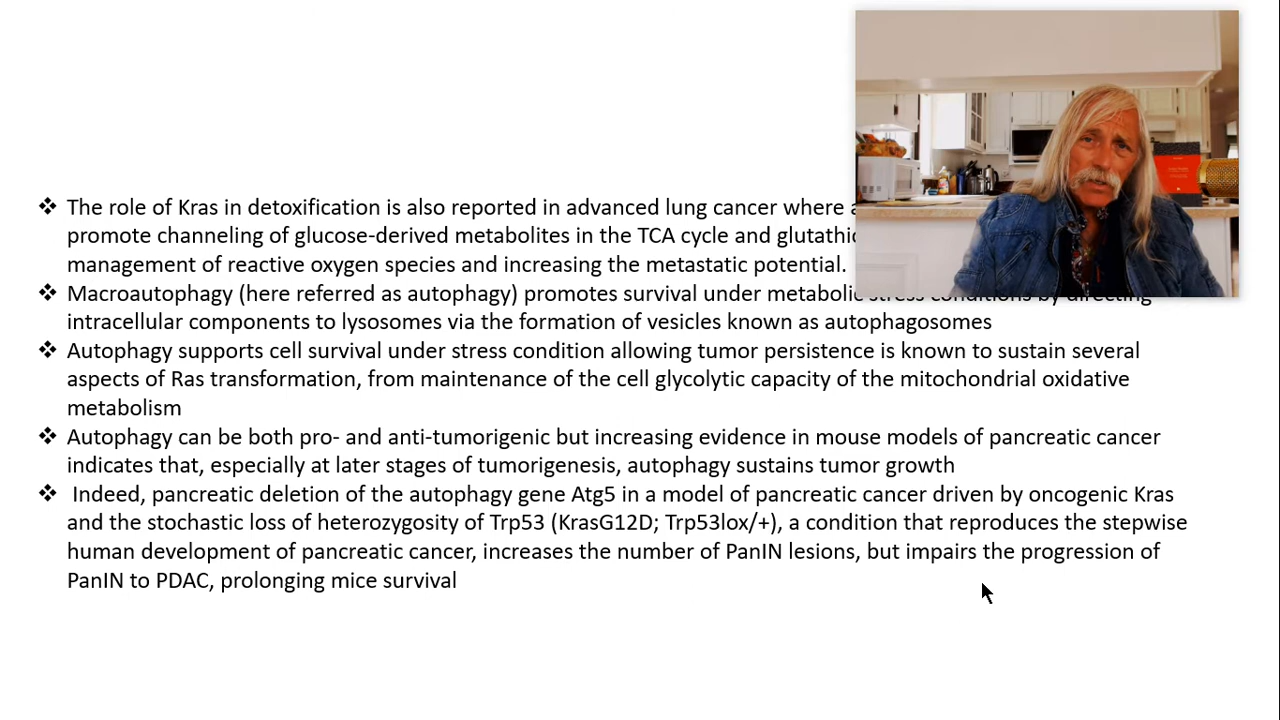 ❖ The role of Kras in detoxification is also reported in advanced lung cancer where
promote channeling of glucose-derived metabolites in the TCA cycle and
management of reactive oxygen species and increasing the metastatic potential.
❖ Macroautophagy (here referred as autophagy) promotes survival under metabolic stress conditions by directing
intracellular components to lysosomes via the formation of vesicles known as autophagosomes
❖ Autophagy supports cell survival under stress condition allowing tumor persistence is known to sustain several
aspects of Ras transformation, from maintenance of the cell glycolytic capacity of the mitochondrial oxidative
metabolism
❖ Autophagy can be both pro- and anti-tumorigenic but increasing evidence in mouse models of pancreatic cancer
indicates that, especially at later stages of tumorigenesis, autophagy sustains tumor growth
❖ Indeed, pancreatic deletion of the autophagy gene Atg5 in a model of pancreatic cancer driven by oncogenic Kras
and the stochastic loss of heterozygosity of Trp53 (KrasG12D; Trp53lox/+), a condition that reproduces the stepwise
human development of pancreatic cancer, increases the number of PanIN lesions, but impairs the progression of
PanIN to PDAC, prolonging mice survival